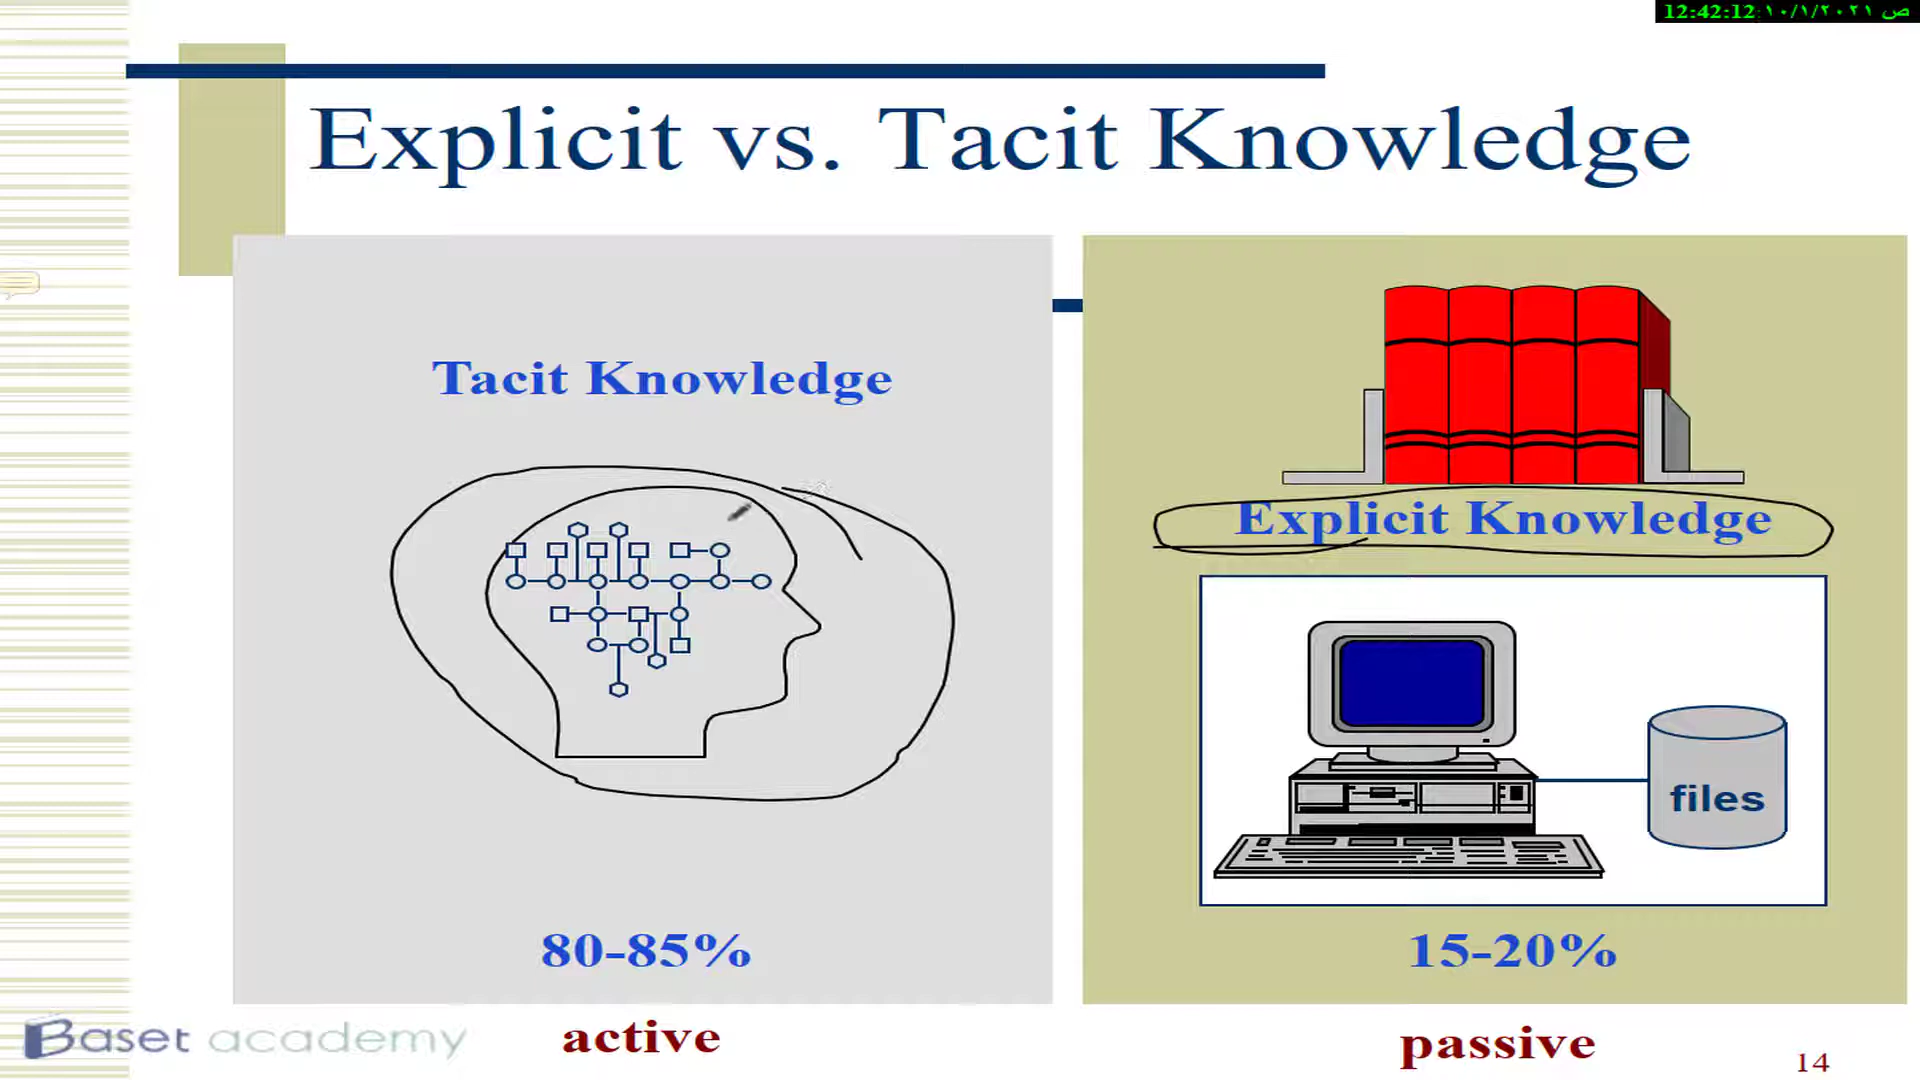 12:42:12 ١٠/١/٢٠٢١ ص
Explicit vs. Tacit Knowledge
Tacit Knowledge
80-85%
active
Explicit Knowledge
files
15-20%
passive
Baset academy
14